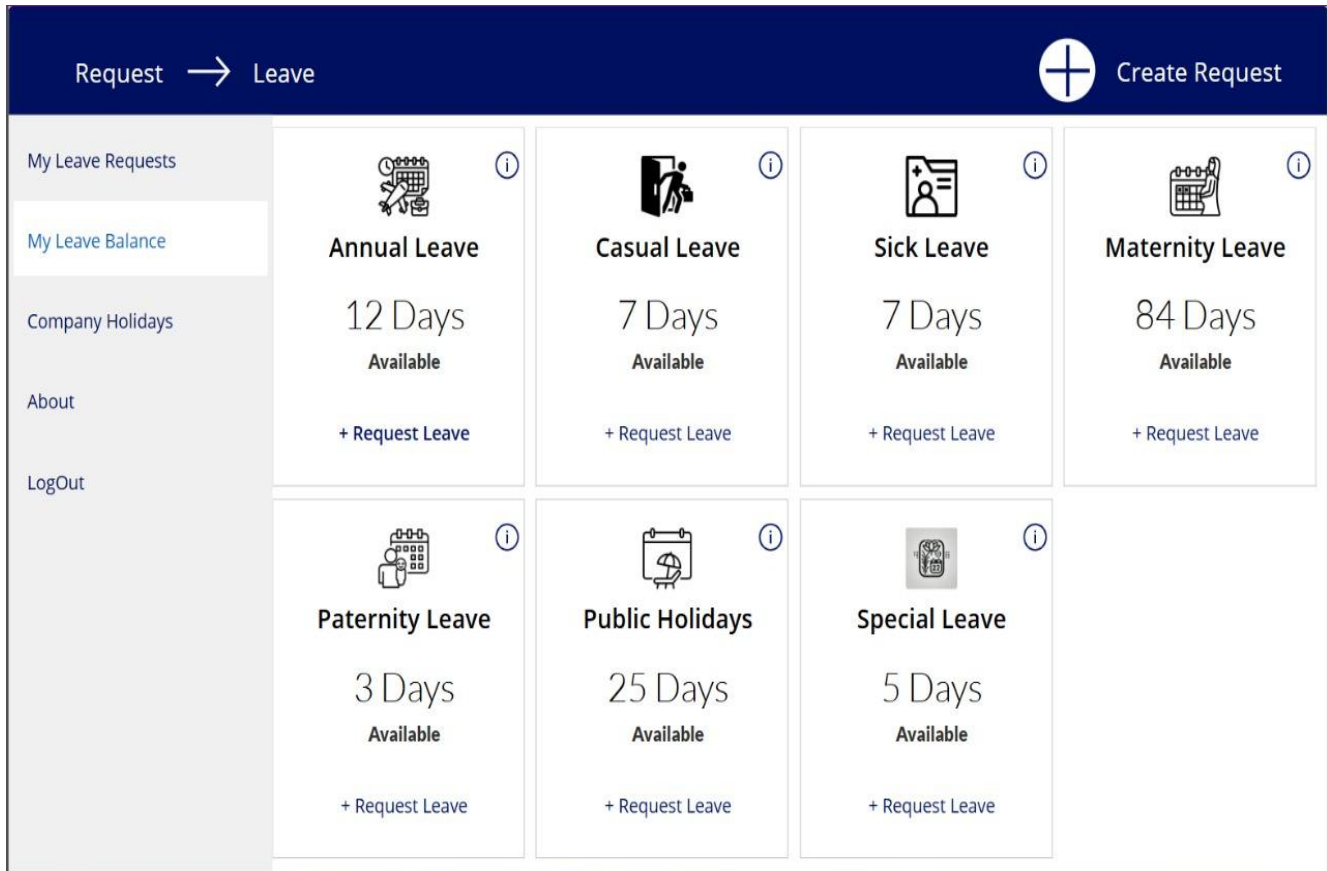 Request → Leave
Create Request
My Leave Requests
My Leave Balance
Company Holidays
About
LogOut
Annual Leave
12 Days
Available
+ Request Leave
Casual Leave
7 Days
Available
+ Request Leave
Sick Leave
7 Days
Available
+ Request Leave
Maternity Leave
84 Days
Available
+ Request Leave
Paternity Leave
3 Days
Available
+ Request Leave
Public Holidays
25 Days
Available
+ Request Leave
Special Leave
5 Days
Available
+ Request Leave